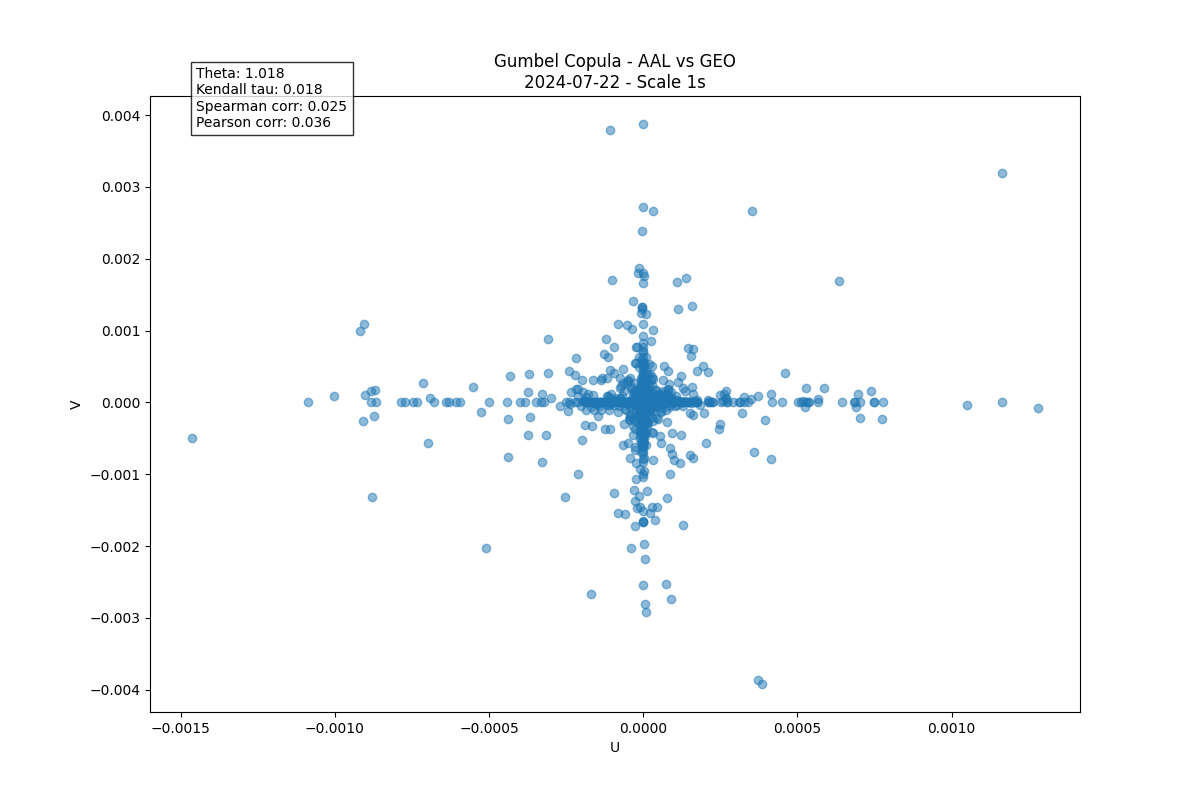 Gumbel Copula - AAL vs GEO
2024-07-22 - Scale 1s
Theta: 1.018
Kendall tau: 0.018
Spearman corr: 0.025
Pearson corr: 0.036
0.004
0.003
0.002
0.001
0.000
−0.001
−0.002
−0.003
−0.004
V
−0.0015
−0.0010
−0.0005
0.0000
0.0005
0.0010
U